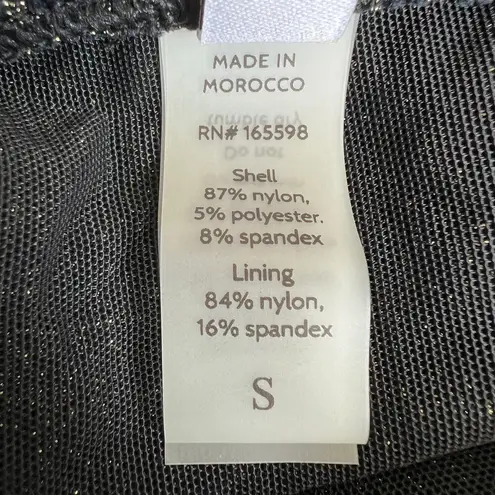 MADE IN
MOROCCO
RN# 165598
Shell
87% nylon,
5% polyester.
8% spandex
Lining
84% nylon,
16% spandex
S